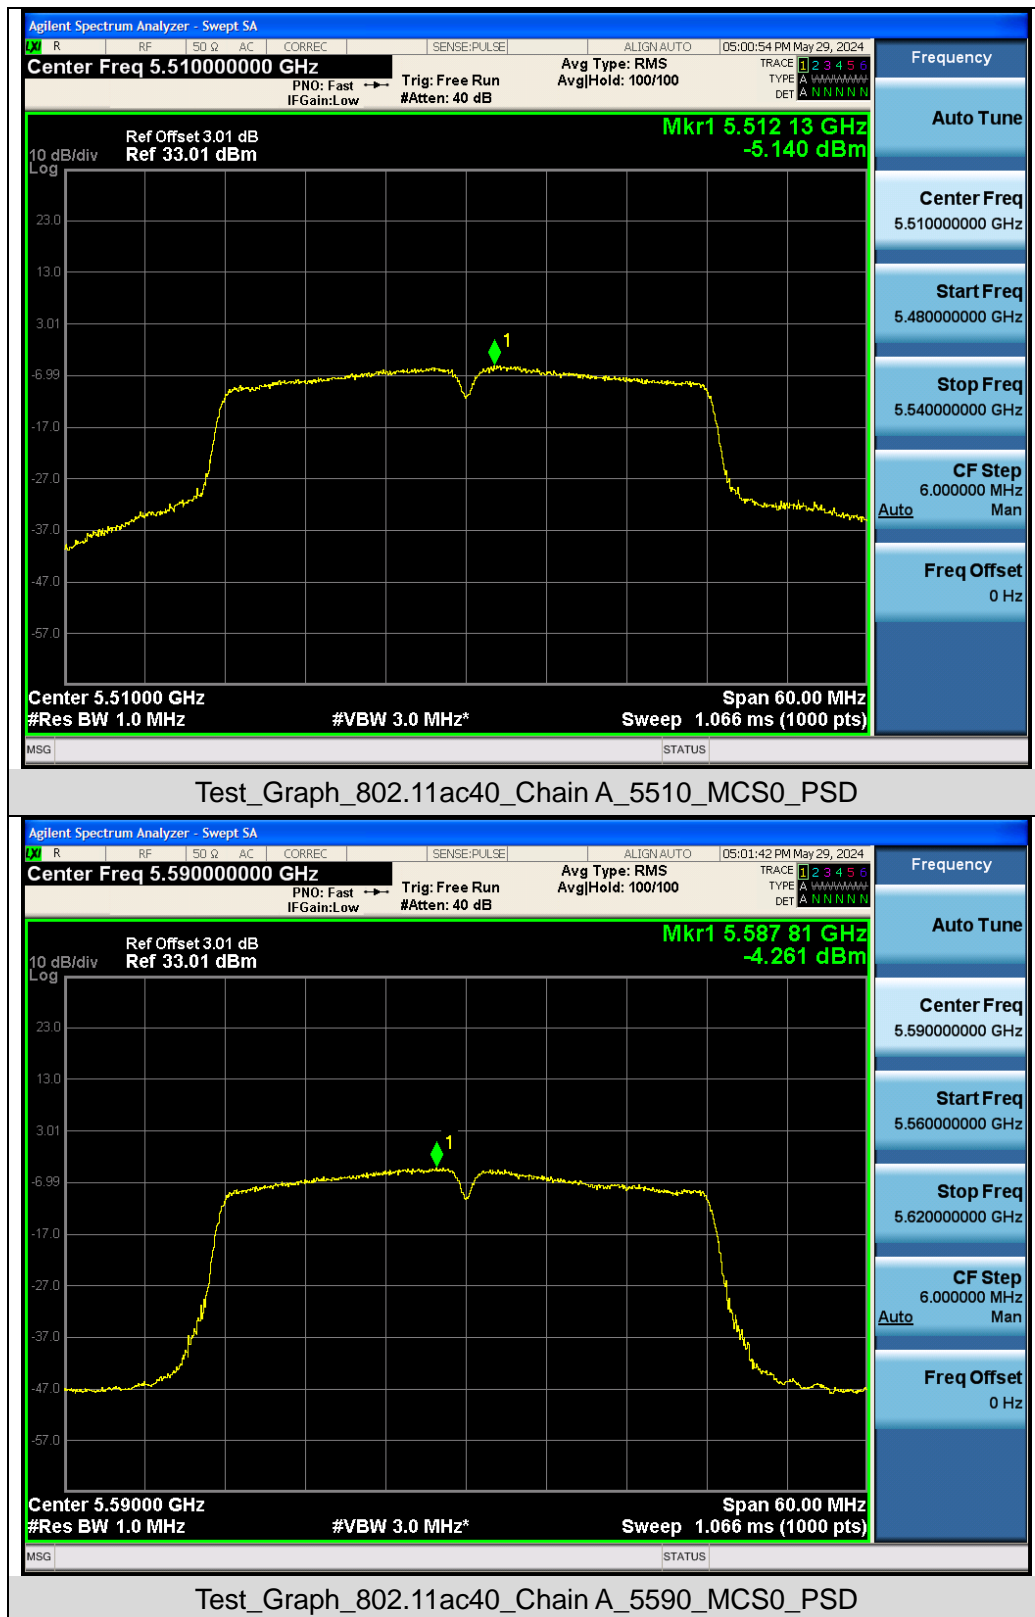 Agilent Spectrum Analyzer - Swept SA
LXI R RF 50 Ω AC CORREC SENSE:PULSE ALIGN AUTO 05:00:54 PM May 29, 2024
Center Freq 5.510000000 GHz
PNO: Fast
IFGain:Low
Trig: Free Run
#Atten: 40 dB
Avg Type: RMS
Avg|Hold: 100/100
TRACE 1 2 3 4 5 6
TYPE A WWWWW
DET A N N N N N
Ref Offset 3.01 dB
10 dB/div Ref 33.01 dBm
Log
Mkr1 5.512 13 GHz
-5.140 dBm
23.0
13.0
3.01
1
-6.99
-17.0
-27.0
-37.0
-47.0
-57.0
Center 5.51000 GHz Span 60.00 MHz
#Res BW 1.0 MHz #VBW 3.0 MHz* Sweep 1.066 ms (1000 pts)
MSG STATUS
Frequency
Auto Tune
Center Freq
5.510000000 GHz
Start Freq
5.480000000 GHz
Stop Freq
5.540000000 GHz
CF Step
6.000000 MHz
Auto Man
Freq Offset
0 Hz
Test_Graph_802.11ac40_Chain A_5510_MCS0_PSD
Agilent Spectrum Analyzer - Swept SA
LXI R RF 50 Ω AC CORREC SENSE:PULSE ALIGN AUTO 05:01:42 PM May 29, 2024
Center Freq 5.590000000 GHz
PNO: Fast
IFGain:Low
Trig: Free Run
#Atten: 40 dB
Avg Type: RMS
Avg|Hold: 100/100
TRACE 1 2 3 4 5 6
TYPE A WWWWW
DET A N N N N N
Ref Offset 3.01 dB
10 dB/div Ref 33.01 dBm
Log
Mkr1 5.587 81 GHz
-4.261 dBm
23.0
13.0
3.01
1
-6.99
-17.0
-27.0
-37.0
-47.0
-57.0
Center 5.59000 GHz Span 60.00 MHz
#Res BW 1.0 MHz #VBW 3.0 MHz* Sweep 1.066 ms (1000 pts)
MSG STATUS
Frequency
Auto Tune
Center Freq
5.590000000 GHz
Start Freq
5.560000000 GHz
Stop Freq
5.620000000 GHz
CF Step
6.000000 MHz
Auto Man
Freq Offset
0 Hz
Test_Graph_802.11ac40_Chain A_5590_MCS0_PSD